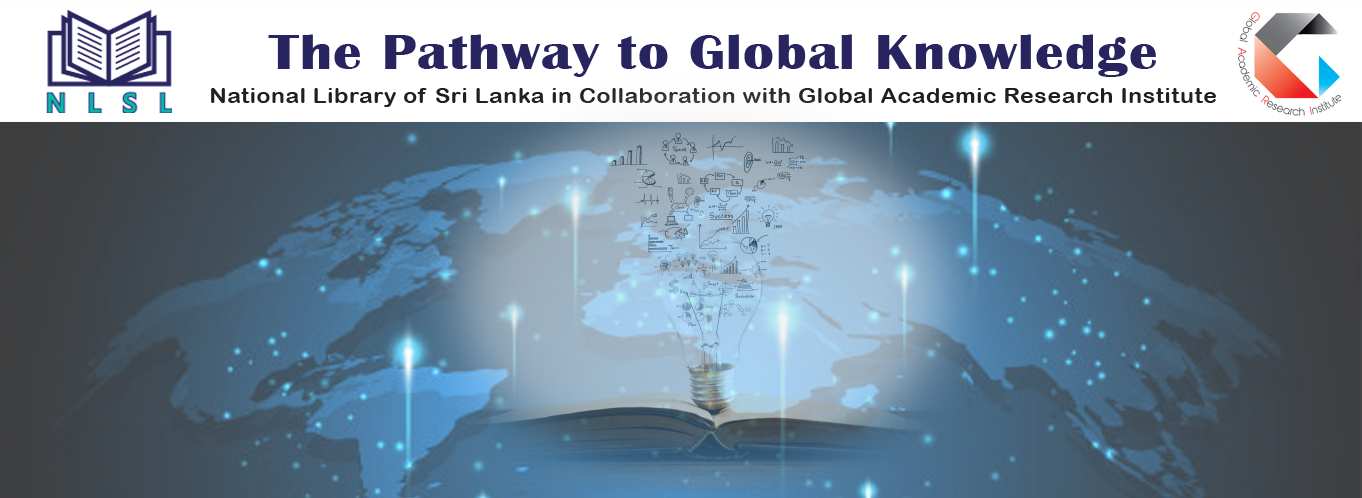 The Pathway to Global Knowledge
National Library of Sri Lanka in Collaboration with Global Academic Research Institute
NLSL
Global Academic Research Institute
Success